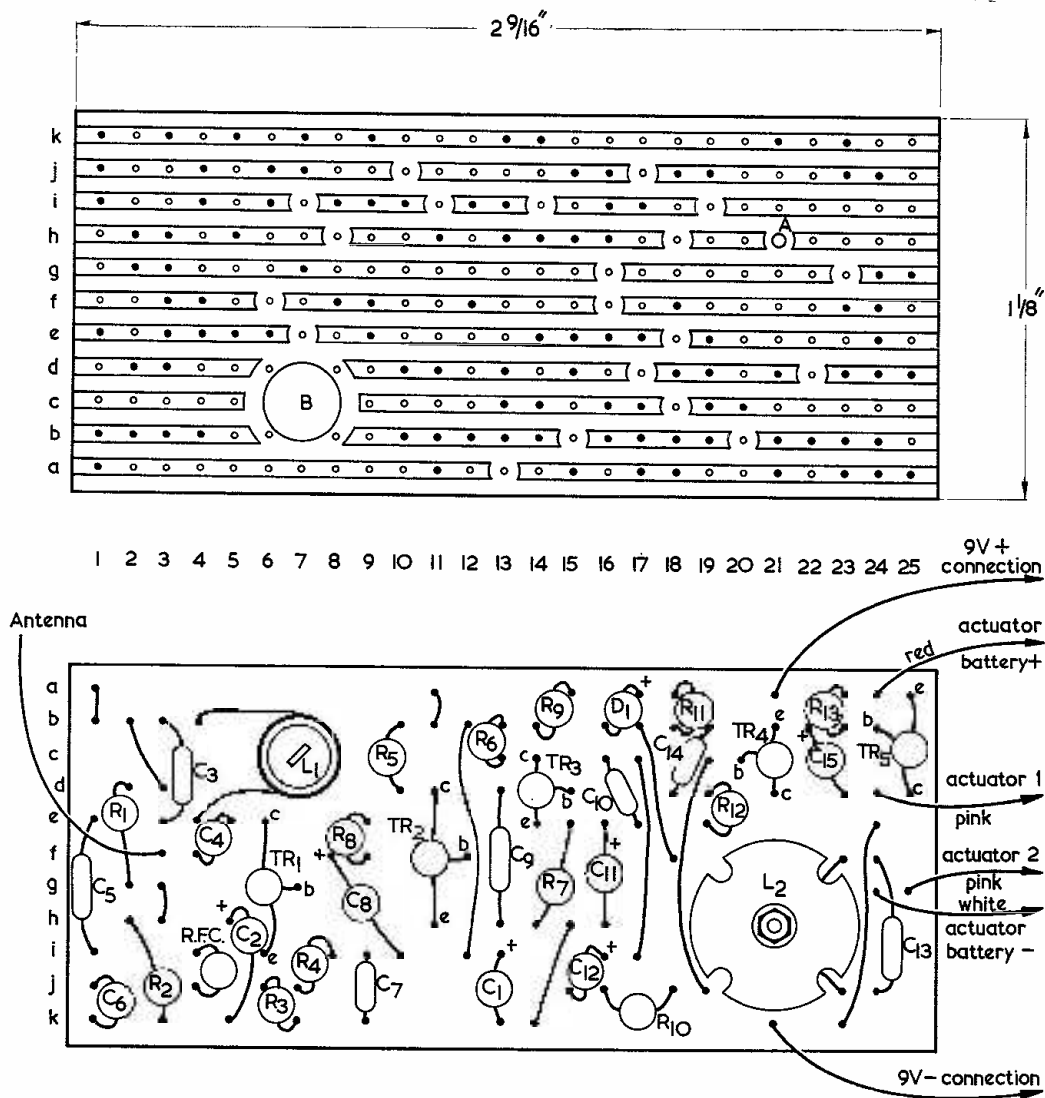 2 9/16"
k
j
i
h
g
f
e
d
c
b
a
A
B
1 1/8"
1 2 3 4 5 6 7 8 9 10 11 12 13 14 15 16 17 18 19 20 21 22 23 24 25
9V +
connection
Antenna
red
actuator
battery+
a
b
c
d
e
f
g
h
i
j
k
R9
D1
+
R11
e
R13
e
R6
b
C3
L1
R5
c
TR3
C14
TR4
b
+
C15
TR5
b
C10
c
c
actuator 1
pink
R1
C4
c
R8
c
TR2
e
R12
+
b
+
C9
actuator 2
pink
white
actuator
battery -
C5
TR1
b
C8
R7
C11
L2
+
C2
e
e
R.F.C.
R4
+
C12
C13
C6
R2
R3
C7
C1
R10
9V- connection